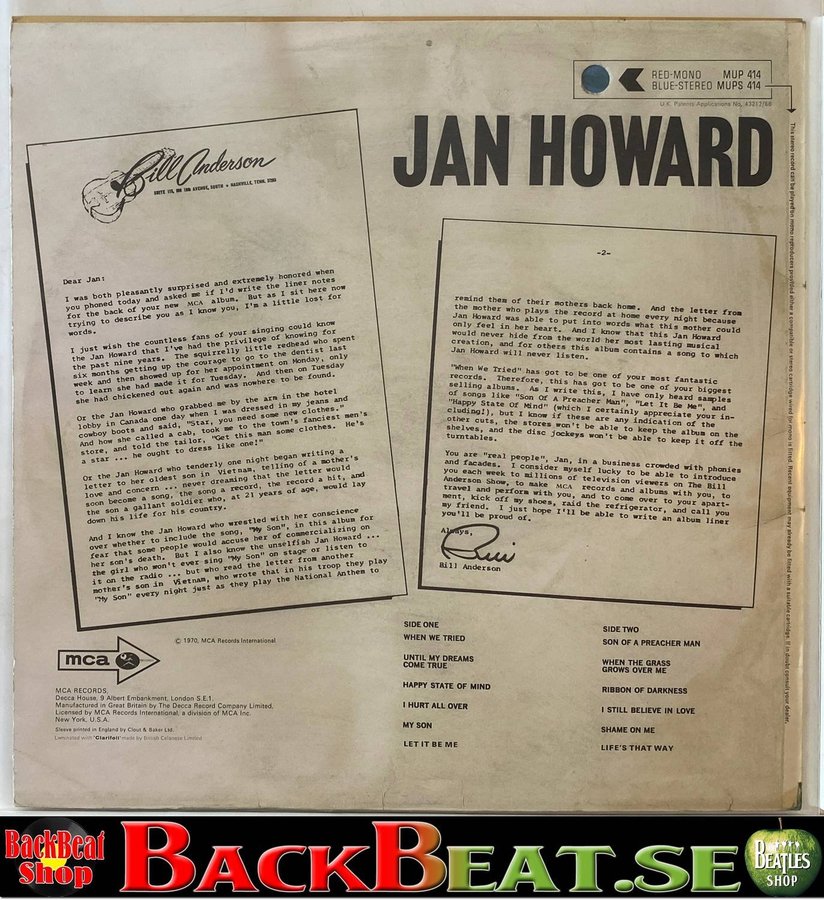 RED-MONO MUP 414
BLUE-STEREO MUPS 414
U.K. Patents Applications No. 43212/66
JAN HOWARD
Bill Anderson
Dear Jan:
I was both pleasantly surprised and extremely honored when
you phoned today and asked me if I'd write the liner notes
for the back of your new MCA album. But as I sit here now
trying to describe you as I know you, I'm a little lost for
words.
I just wish the countless fans of your singing could know
the Jan Howard that I've had the privilege of knowing for
the past nine years. The squirrelly little redhead who spent
six months getting up the courage to go to the dentist last
week and then showed up for her appointment on Monday, only
to learn she had made it for Tuesday. And then on Tuesday
she had chickened out again and was nowhere to be found.
Or the Jan Howard who grabbed me by the arm in the hotel
lobby in Canada one day when I was dressed in my jeans and
cowboy boots and said, "Star, you need some new clothes."
And how she called a cab, took me to the town's fanciest men's
store, and told the tailor, "Get this man some clothes. He's
a star ... he ought to dress like one!"
Or the Jan Howard who tenderly one night began writing a
letter to her oldest son in Vietnam, telling of a mother's
love and concern ... never dreaming that the letter would
soon become a song, the song a record, the record a hit, and
the son a gallant soldier who, at 21 years of age, would lay
down his life for his country.
And I know the Jan Howard who wrestled with her conscience
over whether to include the song, "My Son", in this album for
fear that some people would accuse her of commercializing on
her son's death. But I also know the unselfish Jan Howard ...
the girl who won't ever sing "My Son" on stage or listen to
it on the radio ... but who read the letter from another
mother's son in Vietnam, who wrote that in his troop they play
"My Son" every night just as they play the National Anthem to
-2-
remind them of their mothers back home. And the letter from
the mother who plays the record at home every night because
Jan Howard was able to put into words what this mother could
only feel in her heart. And I know that this Jan Howard
would never hide from the world her most lasting musical
creation, and for others this album contains a song to which
Jan Howard will never listen.
"When We Tried" has got to be one of your most fantastic
records. Therefore, this has got to be one of your biggest
selling albums. As I write this, I have only heard samples
of songs like "Son Of A Preacher Man", "Let It Be Me", and
"Happy State Of Mind" (which I certainly appreciate your in-
cluding!), but I know if these are any indication of the
other cuts, the stores won't be able to keep the album on the
shelves, and the disc jockeys won't be able to keep it off the
turntables.
You are "real people", Jan, in a business crowded with phonies
and facades. I consider myself lucky to be able to introduce
you each week to millions of television viewers on The Bill
Anderson Show, to make MCA records and albums with you, to
travel and perform with you, and to come over to your apart-
ment, kick off my shoes, raid the refrigerator, and call you
my friend. I just hope I'll be able to write an album liner
you'll be proud of.
Always,
Bill
Bill Anderson
mca
© 1970, MCA Records International
MCA RECORDS,
Decca House, 9 Albert Embankment, London S.E.1.
Manufactured in Great Britain by The Decca Record Company Limited.
Licensed by MCA Records International, a division of MCA Inc.
New York, U.S.A.
Sleeve printed in England by Clout & Baker Ltd.
Laminated with 'Clarifoil' made by British Celanese Limited
SIDE ONE
WHEN WE TRIED
UNTIL MY DREAMS
COME TRUE
HAPPY STATE OF MIND
I HURT ALL OVER
MY SON
LET IT BE ME
SIDE TWO
SON OF A PREACHER MAN
WHEN THE GRASS
GROWS OVER ME
RIBBON OF DARKNESS
I STILL BELIEVE IN LOVE
SHAME ON ME
LIFE'S THAT WAY
BackBeat
Shop
BACKBEAT.SE
BEATLES
SHOP